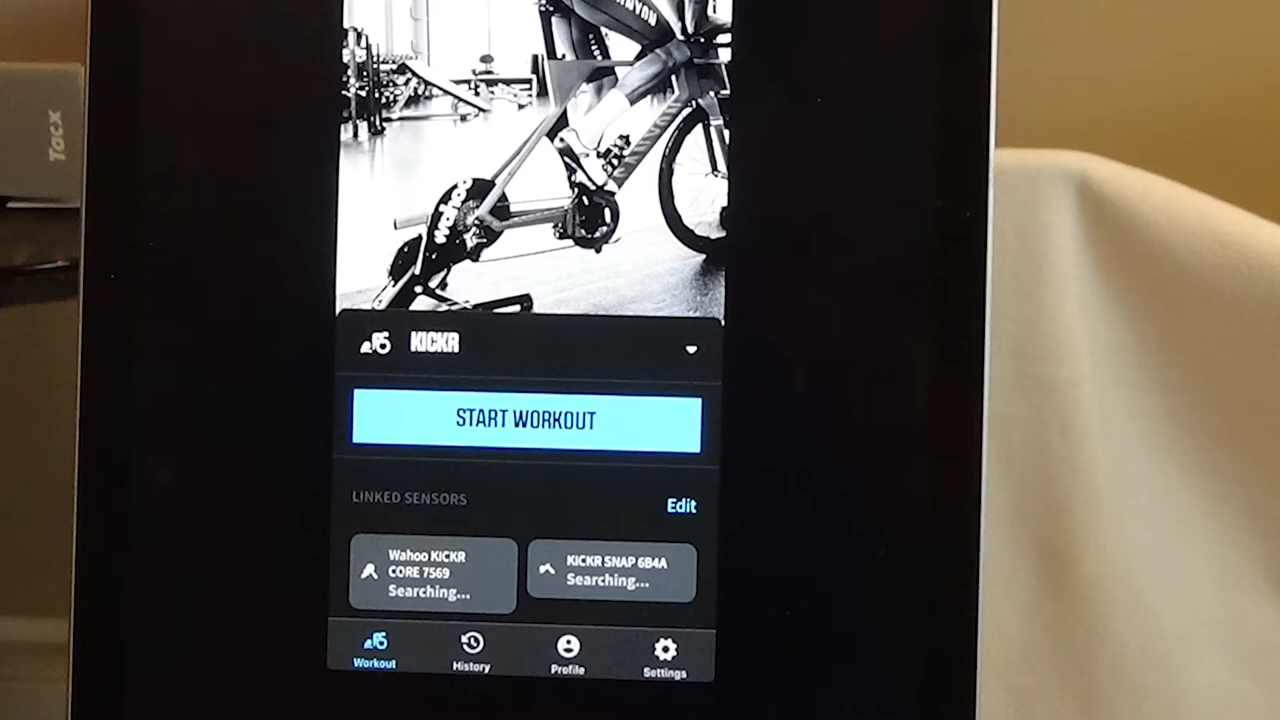 Tacx
wahoo
KICKR
START WORKOUT
LINKED SENSORS
Edit
Wahoo KICKR
CORE 7569
Searching...
KICKR SNAP 6B4A
Searching...
Workout
History
Profile
Settings